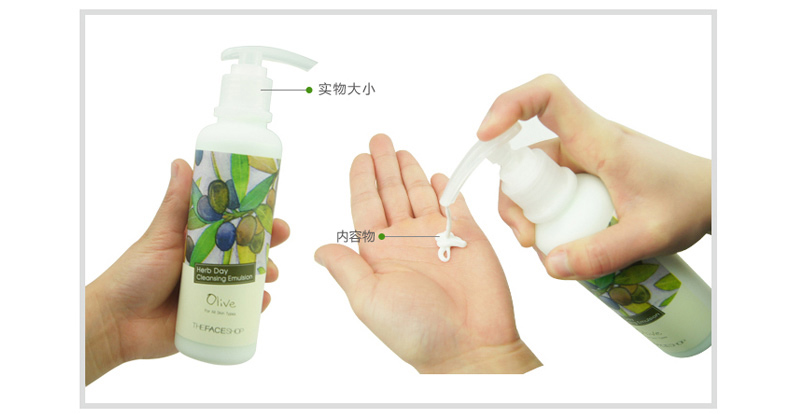 实物大小
内容物
Herb Day
Cleansing Emulsion
Olive
For All Skin Types
THEFACESHOP